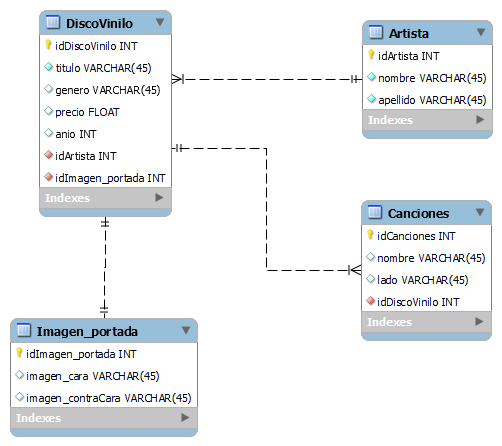 DiscoVinilo
idDiscoVinilo INT
titulo VARCHAR(45)
genero VARCHAR(45)
precio FLOAT
anio INT
idArtista INT
idImagen_portada INT
Indexes
Artista
idArtista INT
nombre VARCHAR(45)
apellido VARCHAR(45)
Indexes
Canciones
idCanciones INT
nombre VARCHAR(45)
lado VARCHAR(45)
idDiscoVinilo INT
Indexes
Imagen_portada
idImagen_portada INT
imagen_cara VARCHAR(45)
imagen_contraCara VARCHAR(45)
Indexes